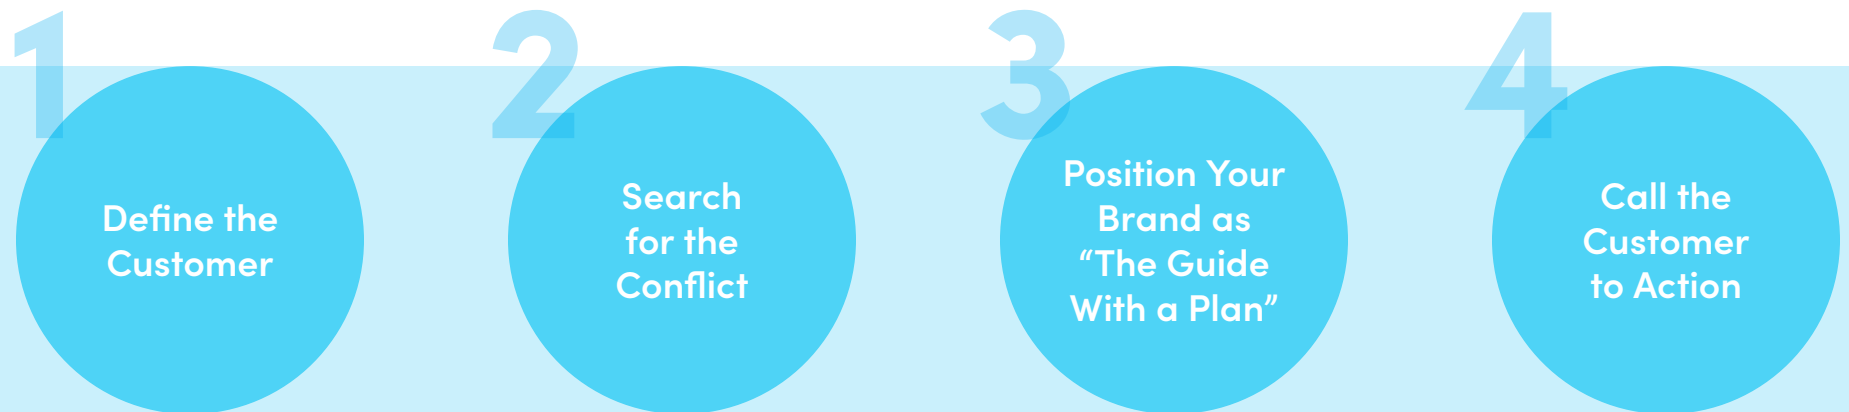 1
Define the
Customer
2
Search
for the
Conflict
3
Position Your
Brand as
“The Guide
With a Plan”
4
Call the
Customer
to Action